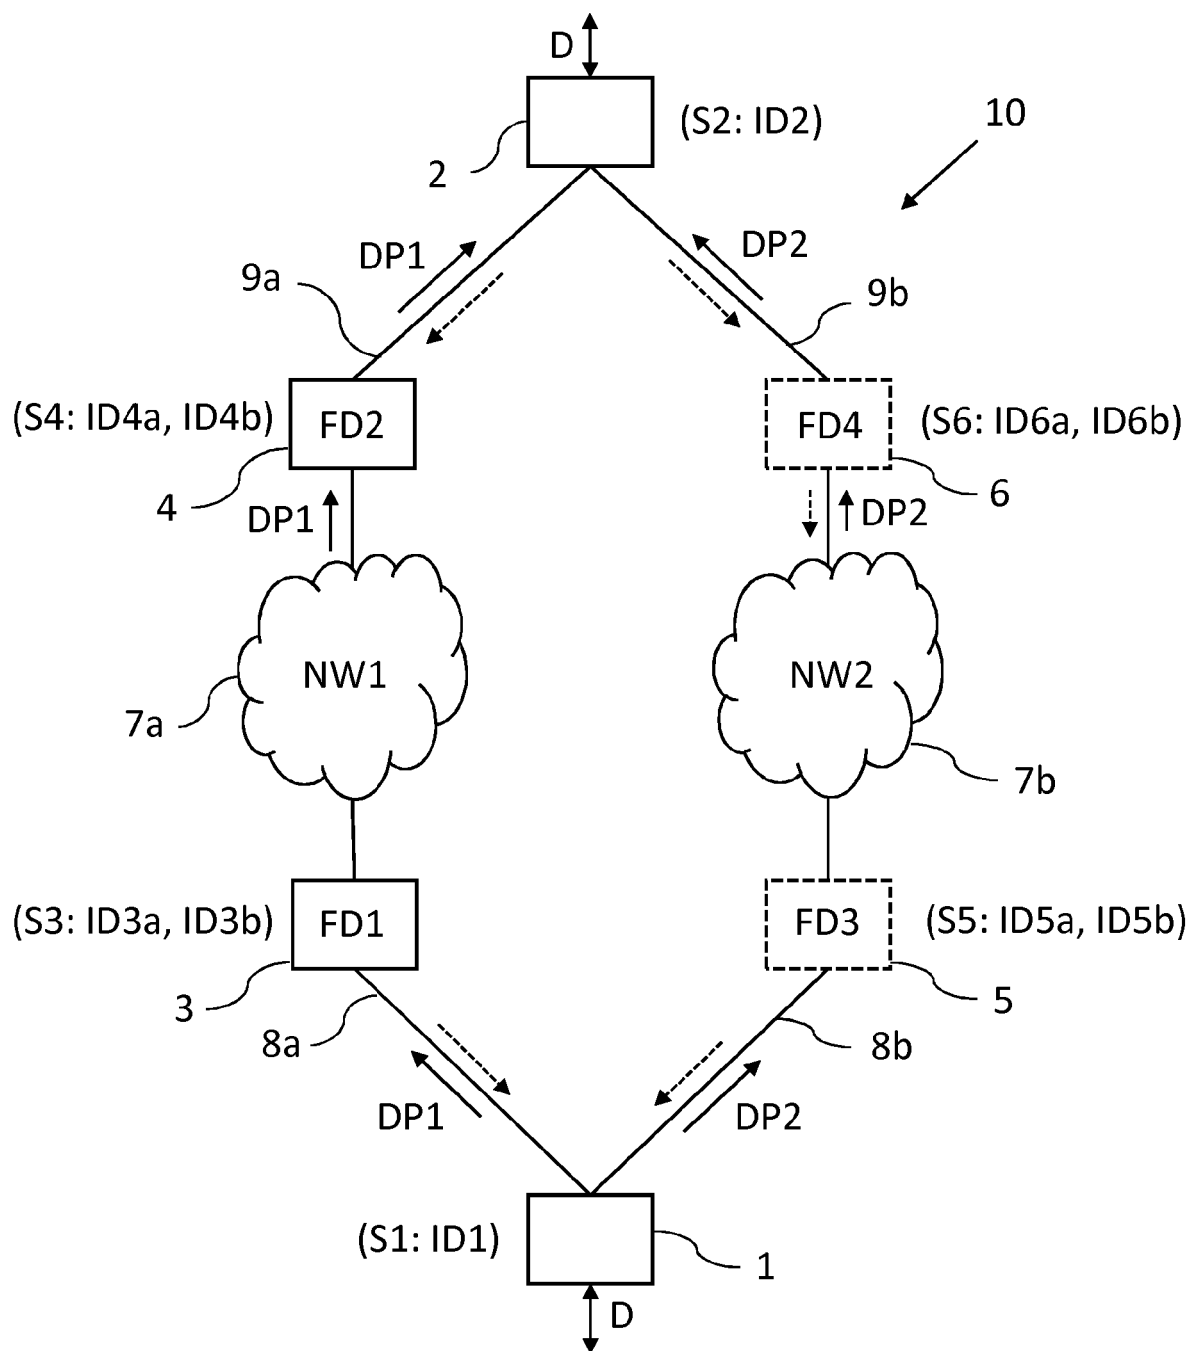 D
(S2: ID2)
10
2
DP1
DP2
9a
9b
(S4: ID4a, ID4b)
FD2
FD4
(S6: ID6a, ID6b)
4
6
DP1
DP2
NW1
NW2
7a
7b
(S3: ID3a, ID3b)
FD1
FD3
(S5: ID5a, ID5b)
3
5
8a
8b
DP1
DP2
(S1: ID1)
1
D